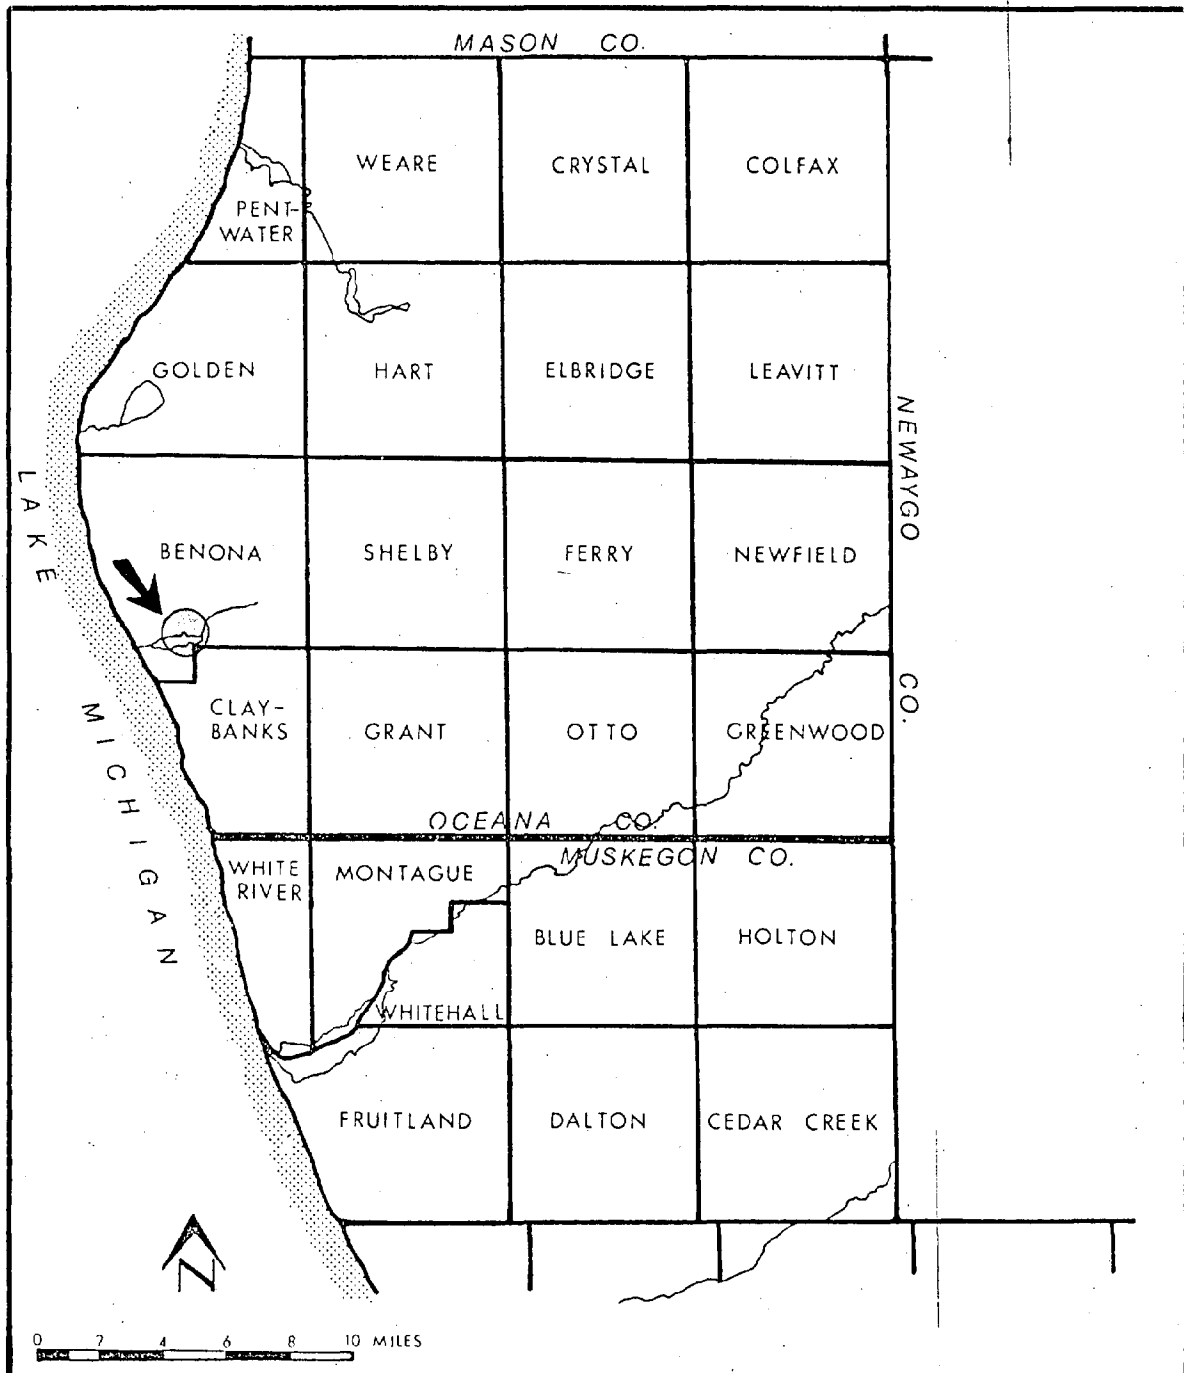 MASON CO.
WEARE CRYSTAL COLFAX
PENT-
WATER
GOLDEN HART ELBRIDGE LEAVITT
NEWAYGO CO.
LAKE MICHIGAN
BENONA SHELBY FERRY NEWFIELD
CLAY-
BANKS
GRANT OTTO GREENWOOD
OCEANA CO.
MUSKEGON CO.
WHITE
RIVER
MONTAGUE
BLUE LAKE HOLTON
WHITEHALL
FRUITLAND DALTON CEDAR CREEK
N
0 2 4 6 8 10 MILES